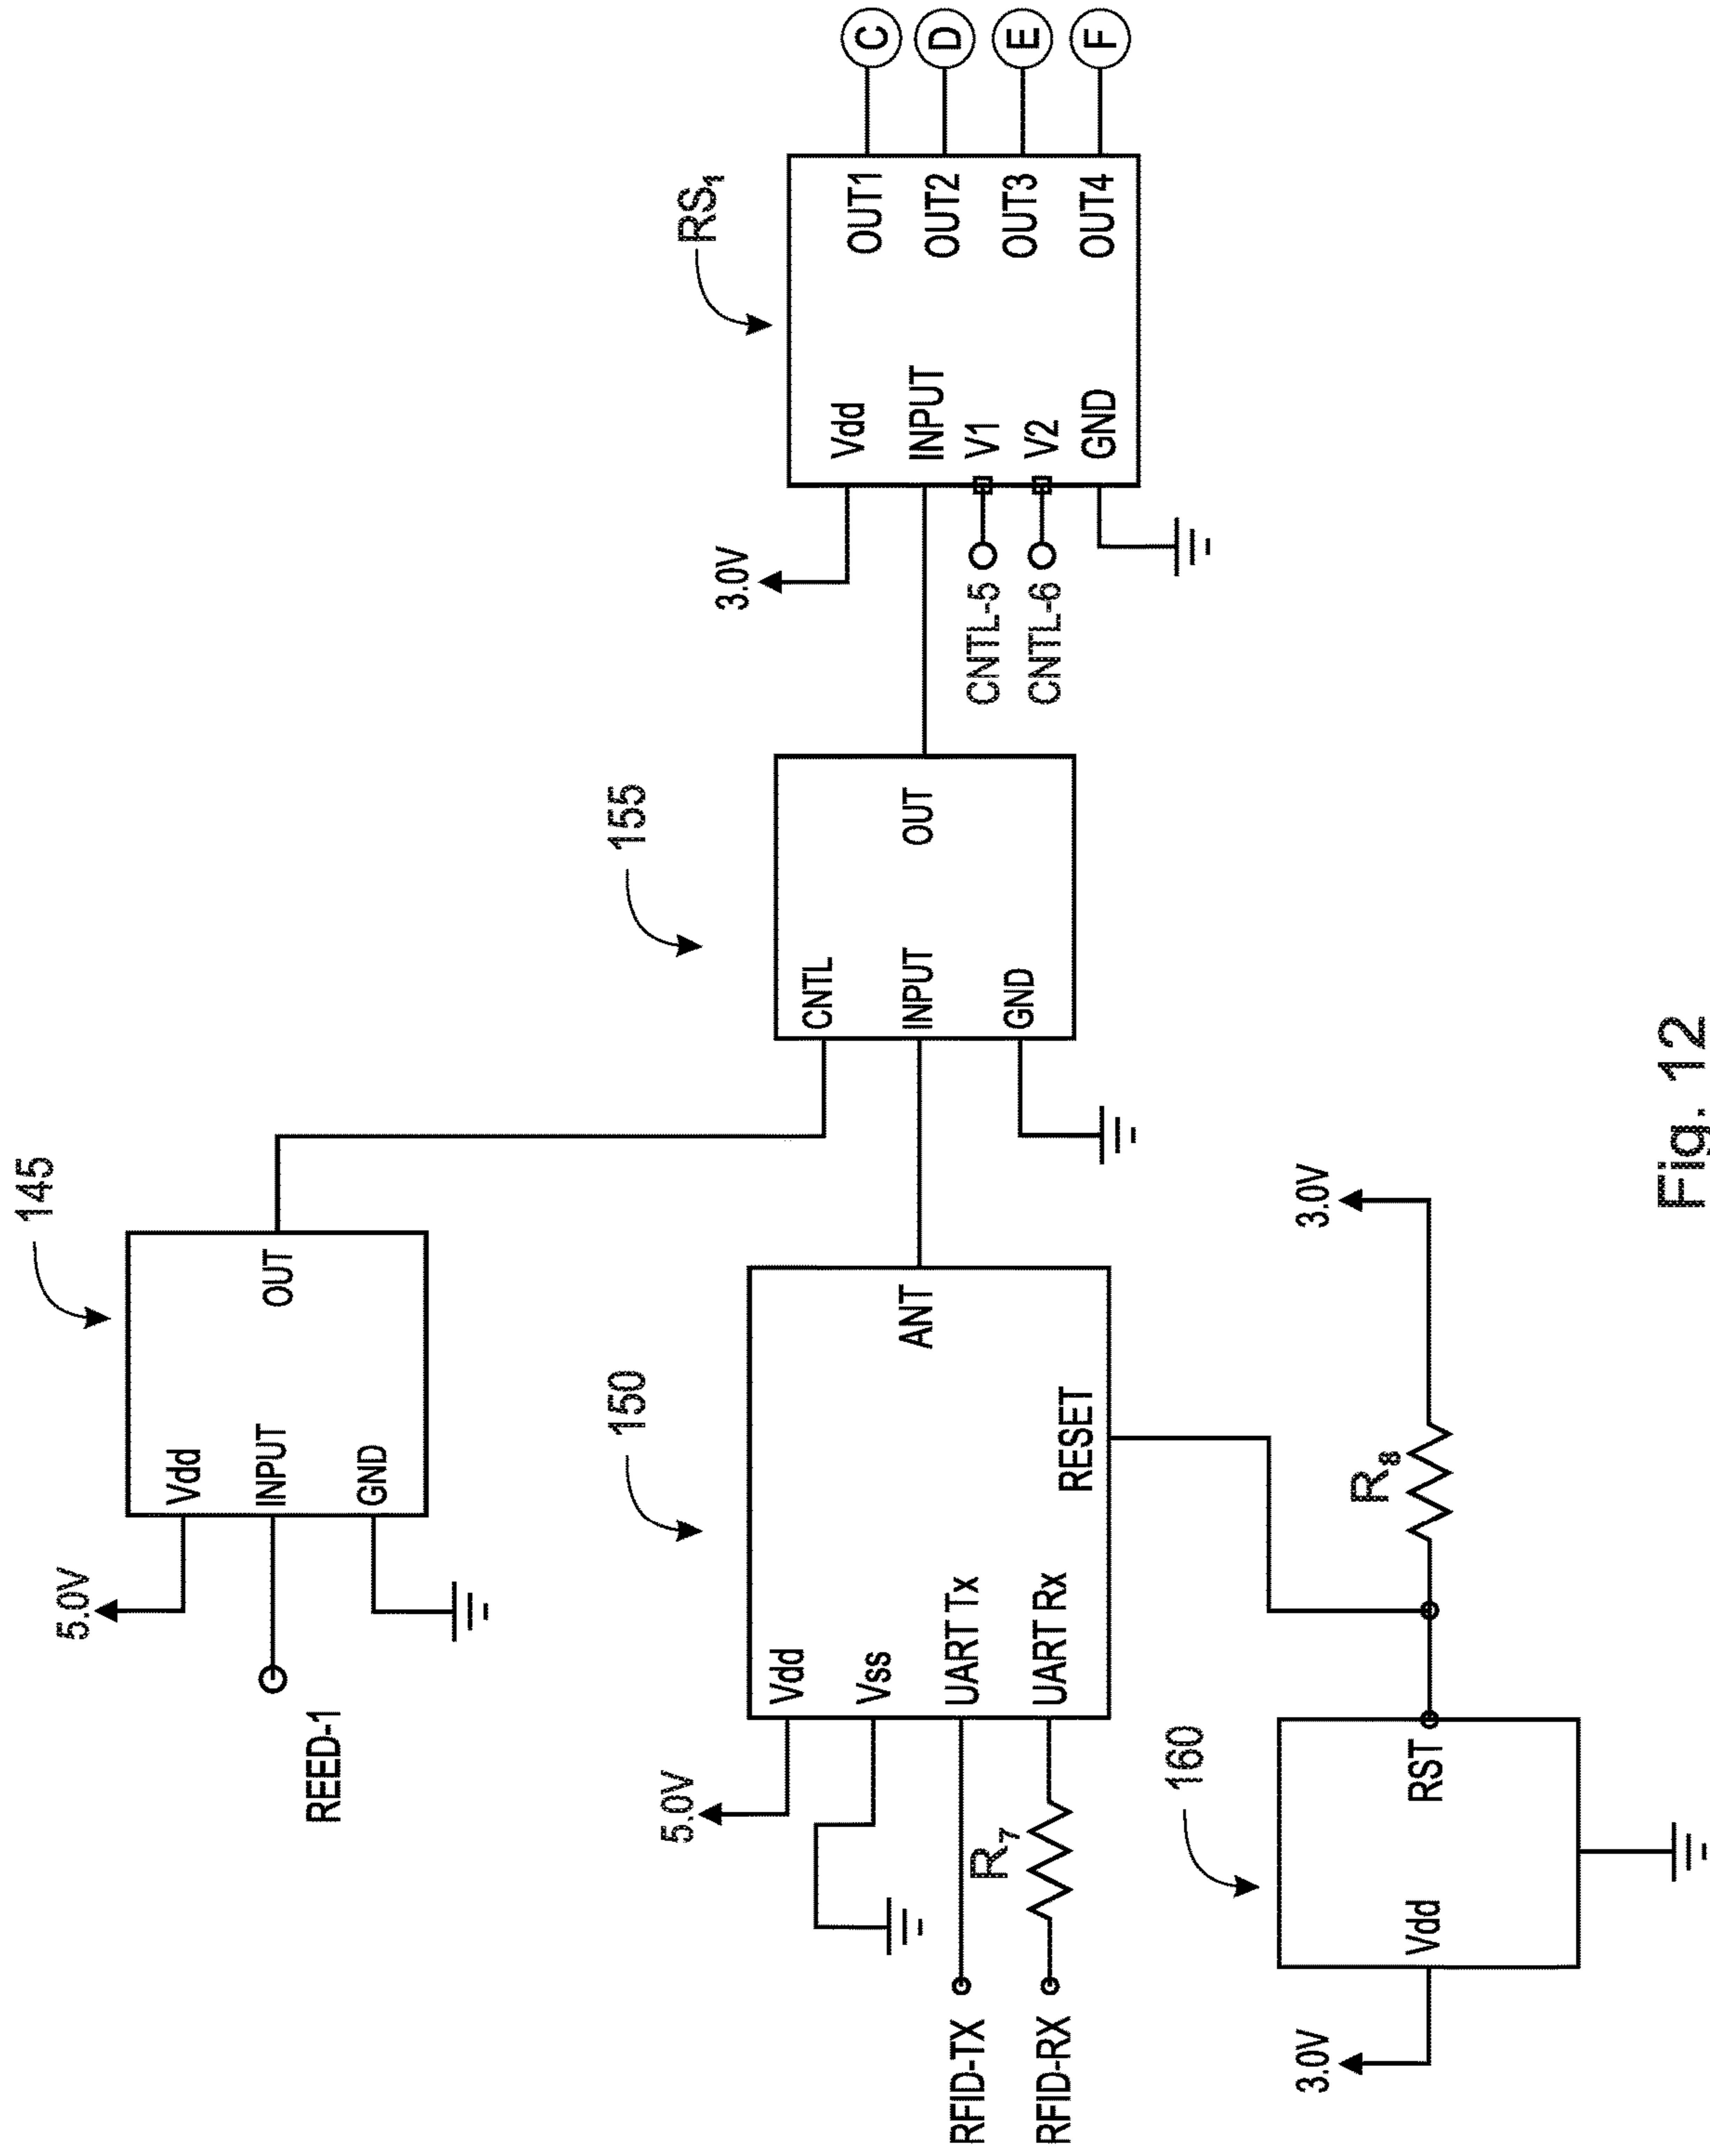 145
5.0V
Vdd
INPUT
GND
OUT
REED-1
150
5.0V
Vdd
Vss
UART Tx
UART Rx
ANT
RESET
R7
RFID-TX
RFID-RX
155
CNTL
INPUT
GND
OUT
RS1
3.0V
Vdd
INPUT
V1
V2
GND
CNTL-5
CNTL-6
OUT1
OUT2
OUT3
OUT4
C
D
E
F
160
3.0V
Vdd
RST
R8
3.0V
Fig. 12